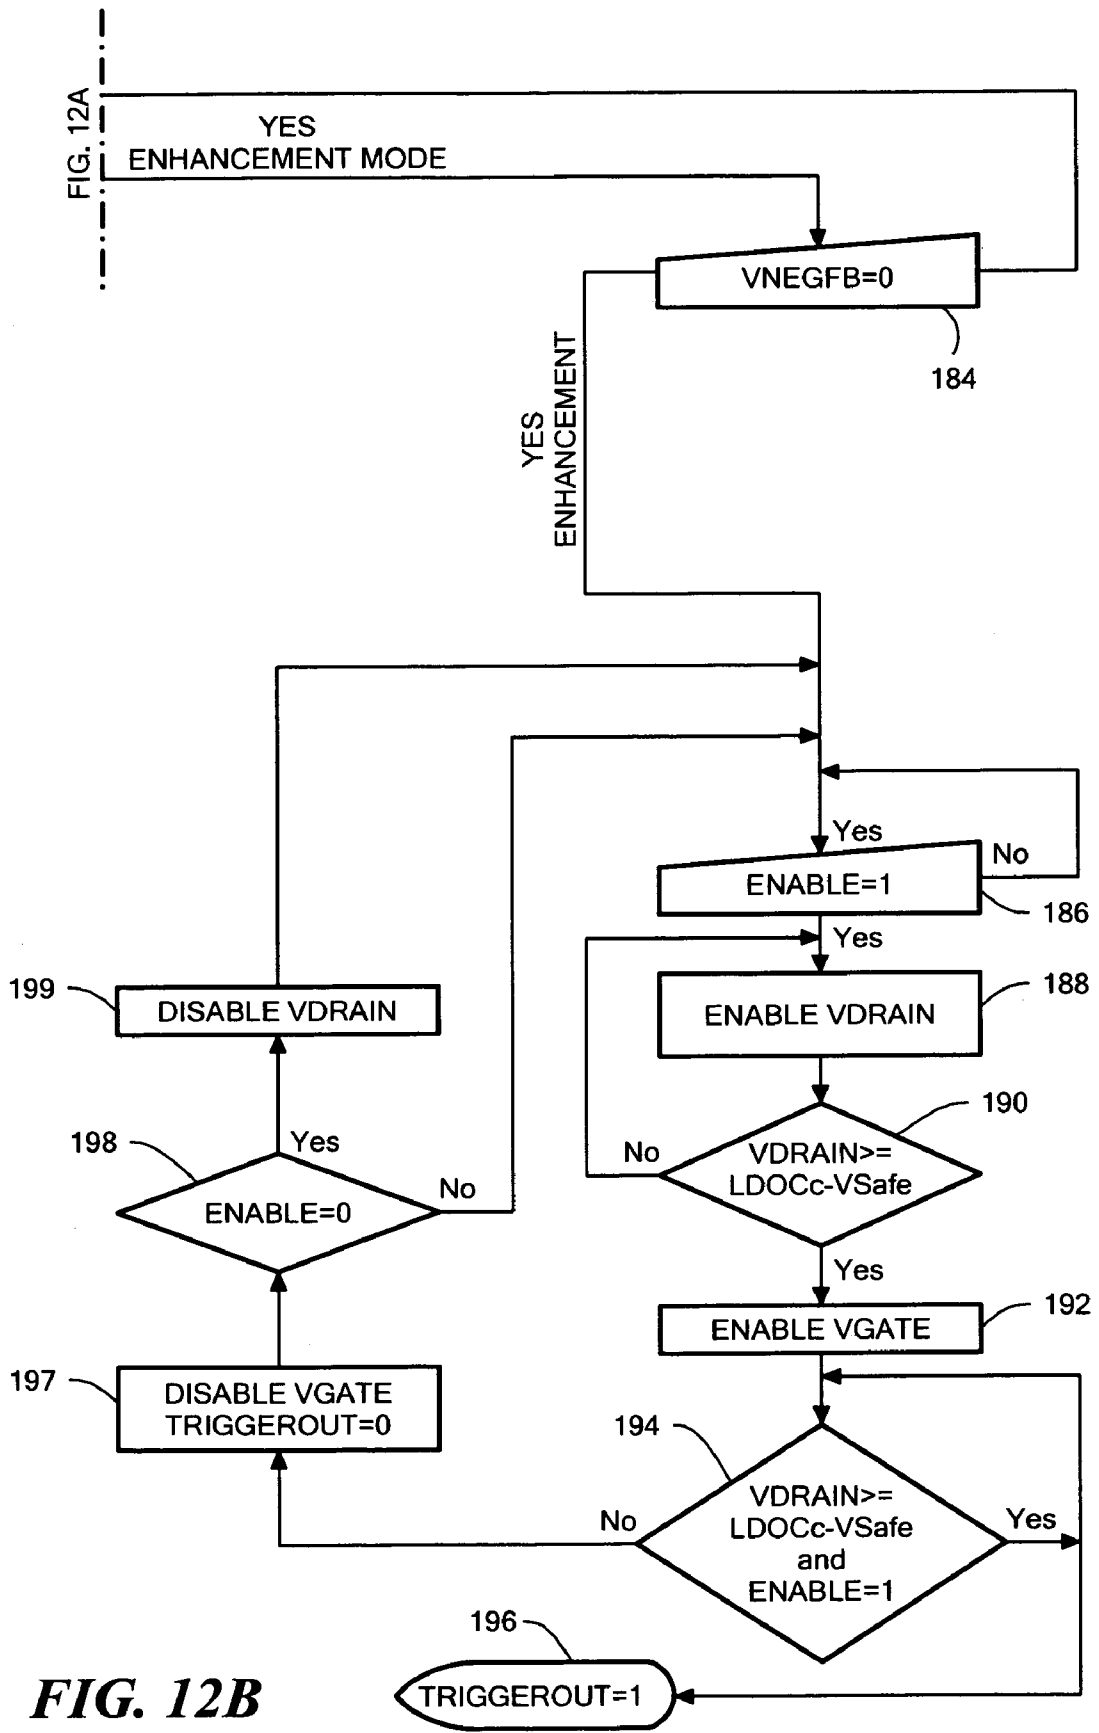 FIG. 12A
YES
ENHANCEMENT MODE
VNEGFB=0
184
YES
ENHANCEMENT
Yes
ENABLE=1
No
186
Yes
ENABLE VDRAIN
188
199
DISABLE VDRAIN
VDRAIN>=
LDOCc-VSafe
190
No
198
Yes
ENABLE=0
No
Yes
ENABLE VGATE
192
197
DISABLE VGATE
TRIGGEROUT=0
194
VDRAIN>=
LDOCc-VSafe
and
ENABLE=1
No
Yes
196
TRIGGEROUT=1
FIG. 12B